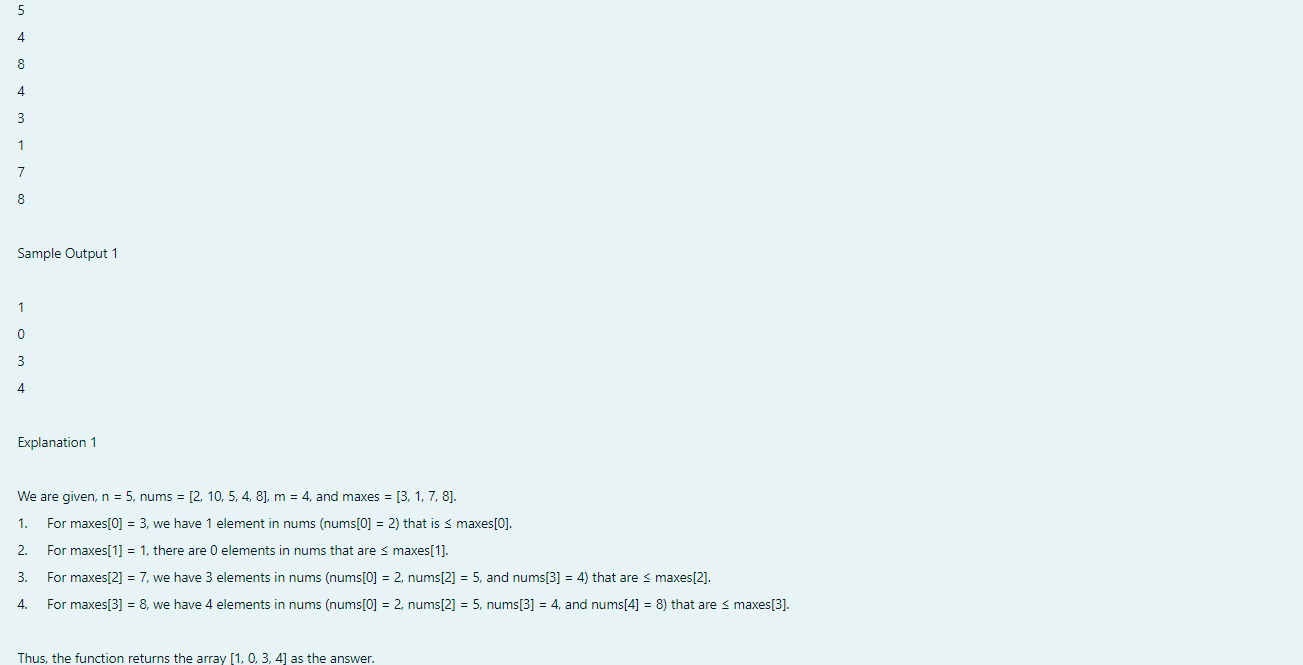 5
4
8
4
3
1
7
8
Sample Output 1
1
0
3
4
Explanation 1
We are given, n = 5, nums = [2, 10, 5, 4, 8], m = 4, and maxes = [3, 1, 7, 8].
1. For maxes[0] = 3, we have 1 element in nums (nums[0] = 2) that is ≤ maxes[0].
2. For maxes[1] = 1, there are 0 elements in nums that are ≤ maxes[1].
3. For maxes[2] = 7, we have 3 elements in nums (nums[0] = 2, nums[2] = 5, and nums[3] = 4) that are ≤ maxes[2].
4. For maxes[3] = 8, we have 4 elements in nums (nums[0] = 2, nums[2] = 5, nums[3] = 4, and nums[4] = 8) that are ≤ maxes[3].
Thus, the function returns the array [1, 0, 3, 4] as the answer.